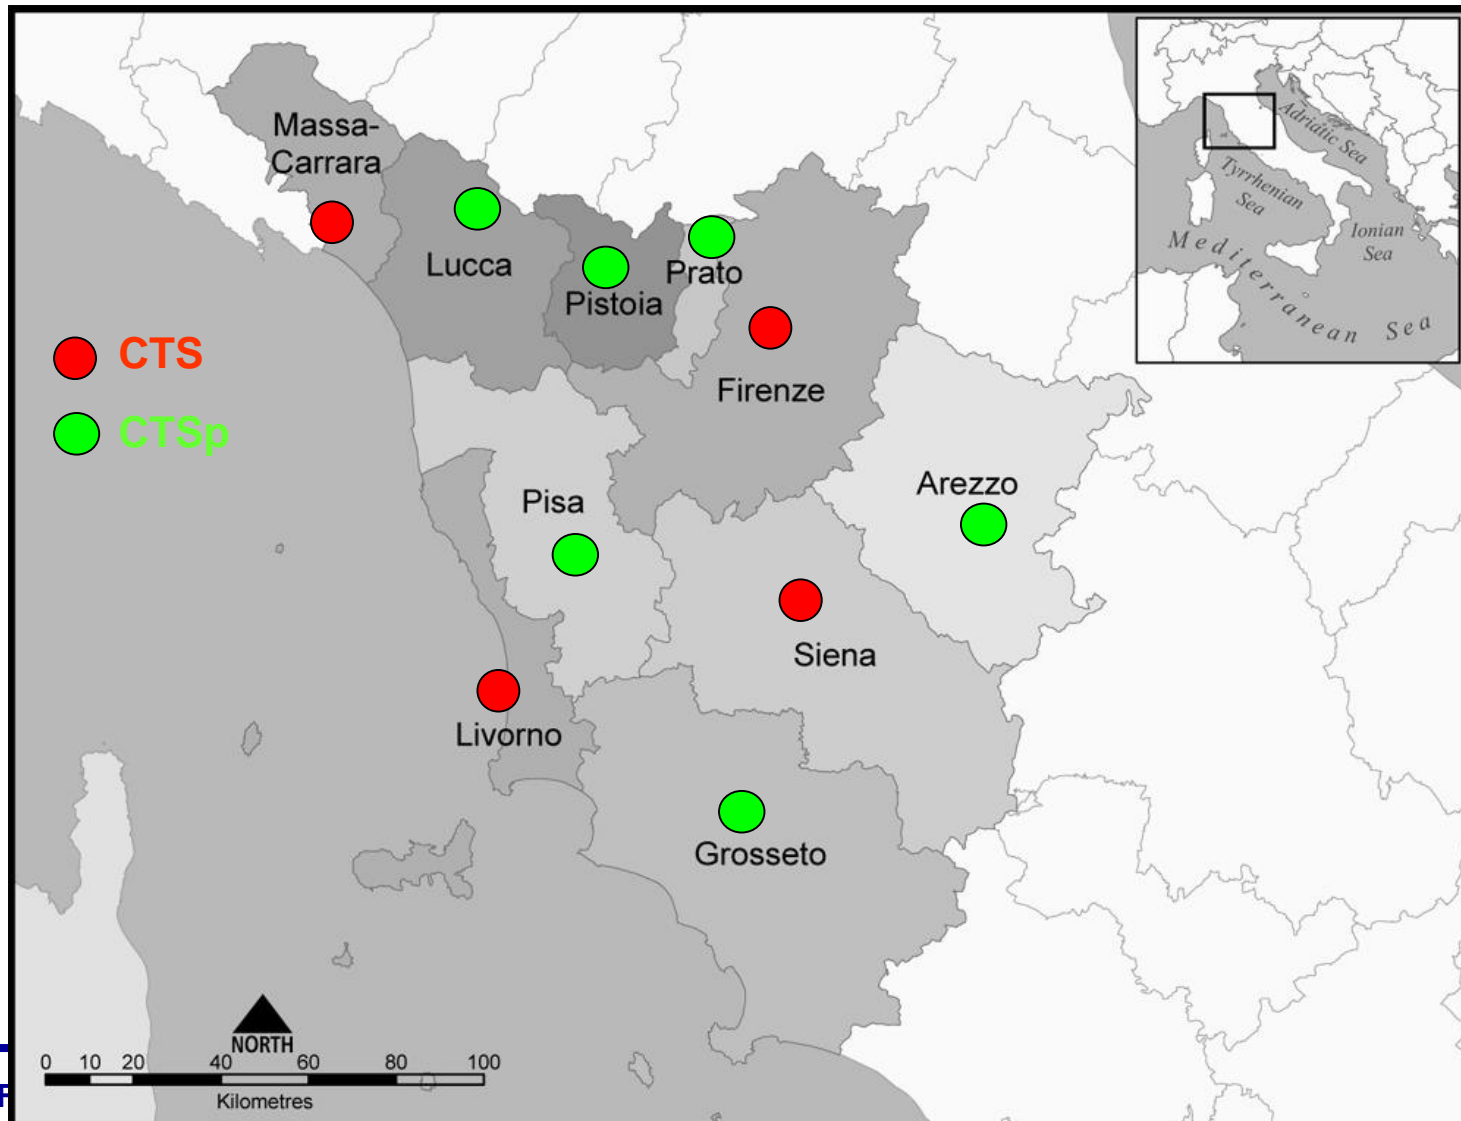 Massa-
Carrara
Lucca
Pistoia
Prato
Firenze
CTS
CTSp
Pisa
Arezzo
Siena
Livorno
Grosseto
Adriatic Sea
Tyrrhenian
Sea
Ionian
Sea
Mediterranean Sea
NORTH
0 10 20 40 60 80 100
Kilometres